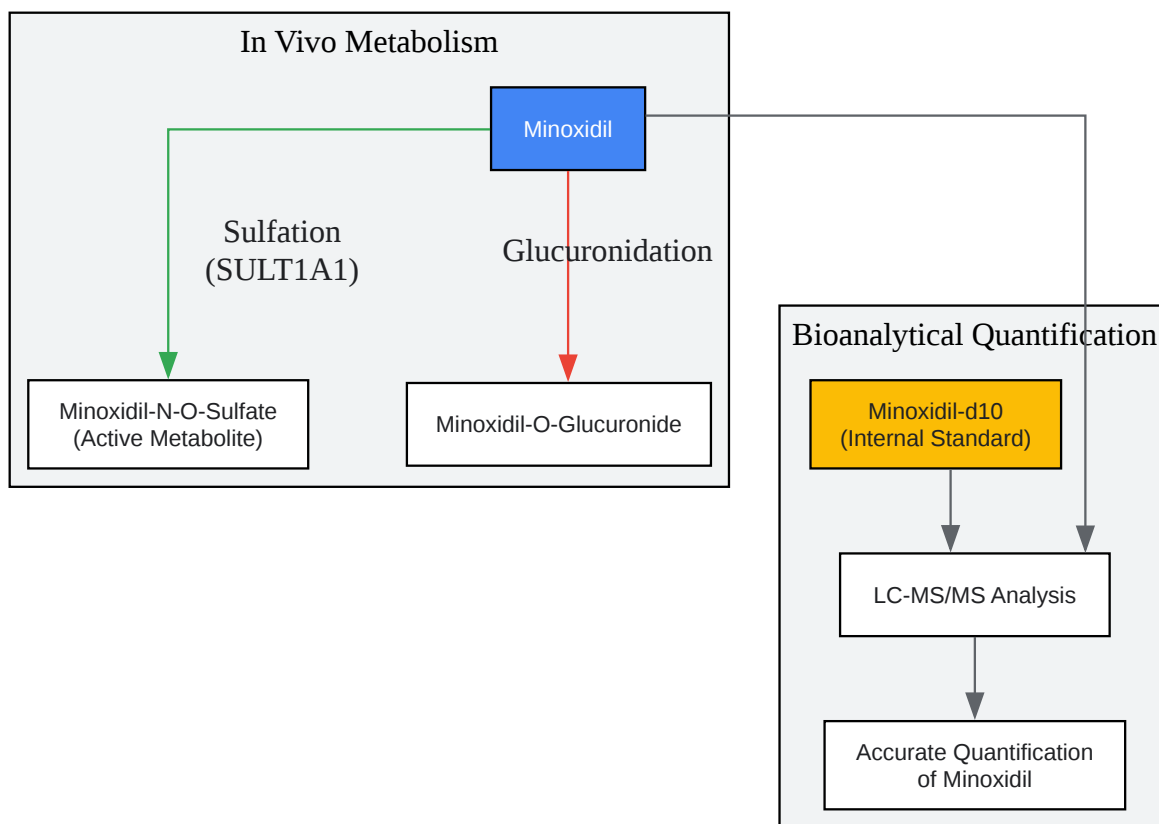 In Vivo Metabolism
Minoxidil
Sulfation
(SULT1A1)
Glucuronidation
Minoxidil-N-O-Sulfate
(Active Metabolite)
Minoxidil-O-Glucuronide
Bioanalytical Quantification
Minoxidil-d10
(Internal Standard)
LC-MS/MS Analysis
Accurate Quantification
of Minoxidil